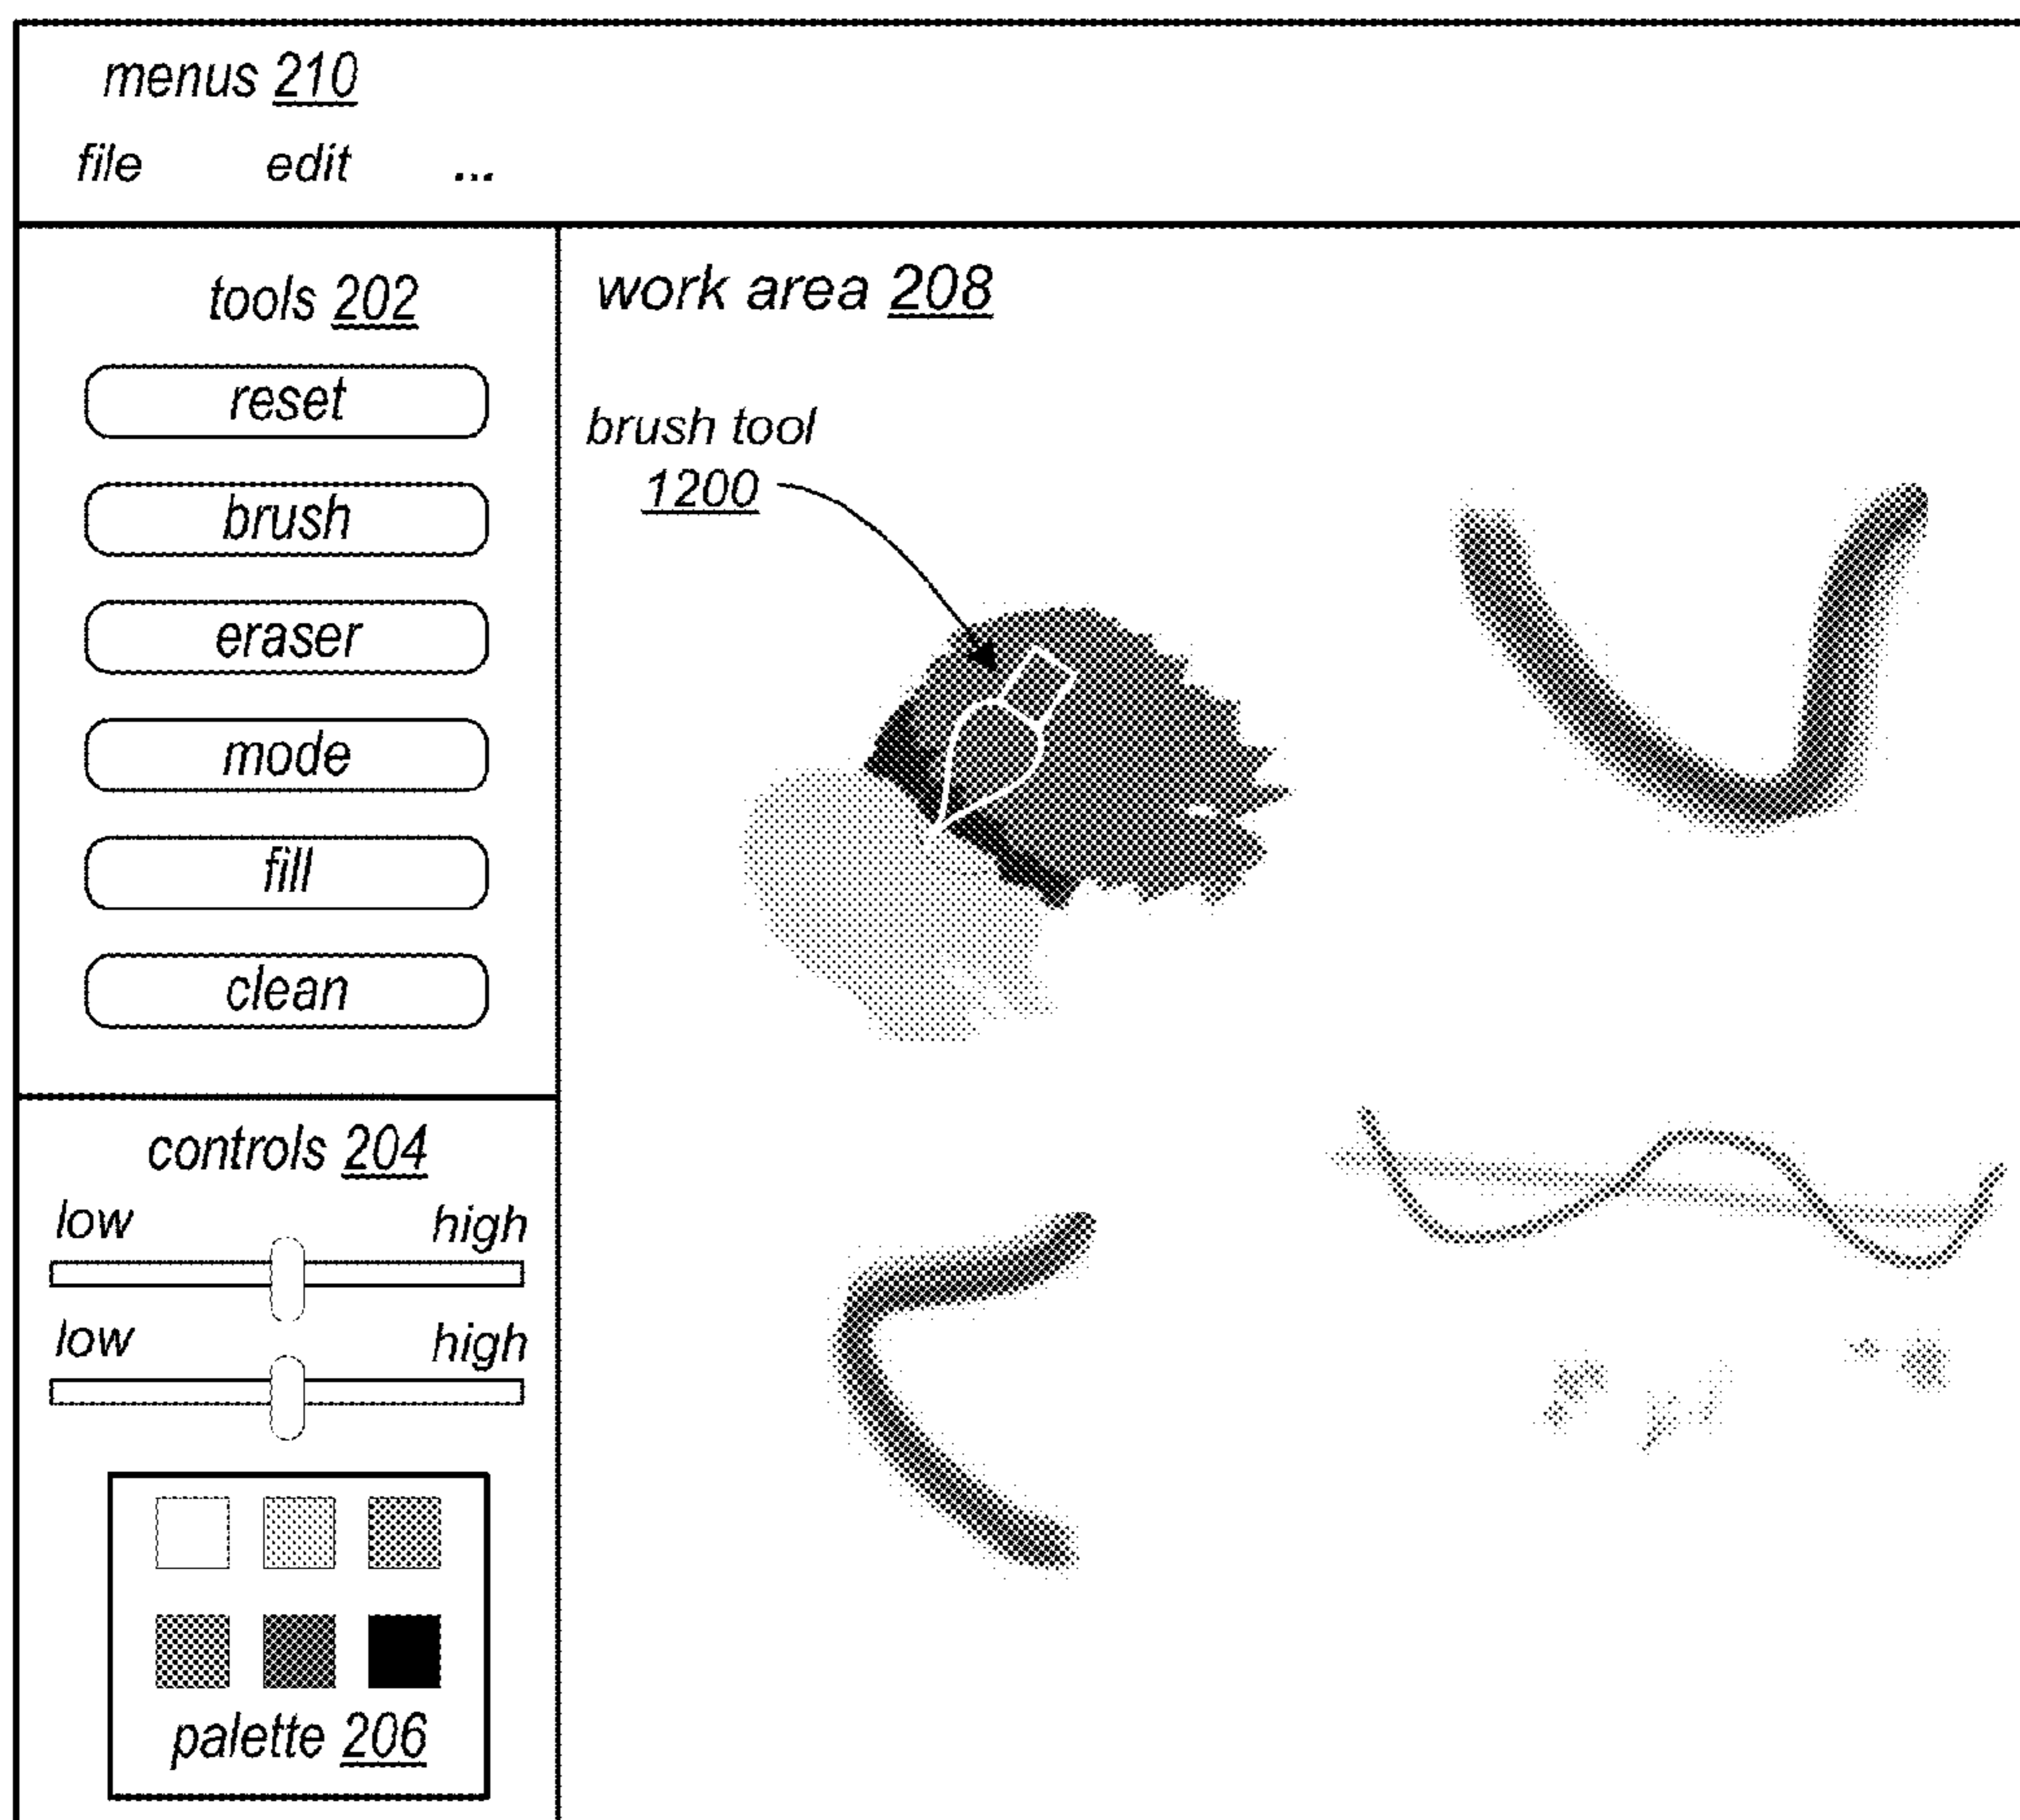 menus 210
file edit ...
tools 202
reset
brush
eraser
mode
fill
clean
work area 208
brush tool
1200
controls 204
low high
low high
palette 206